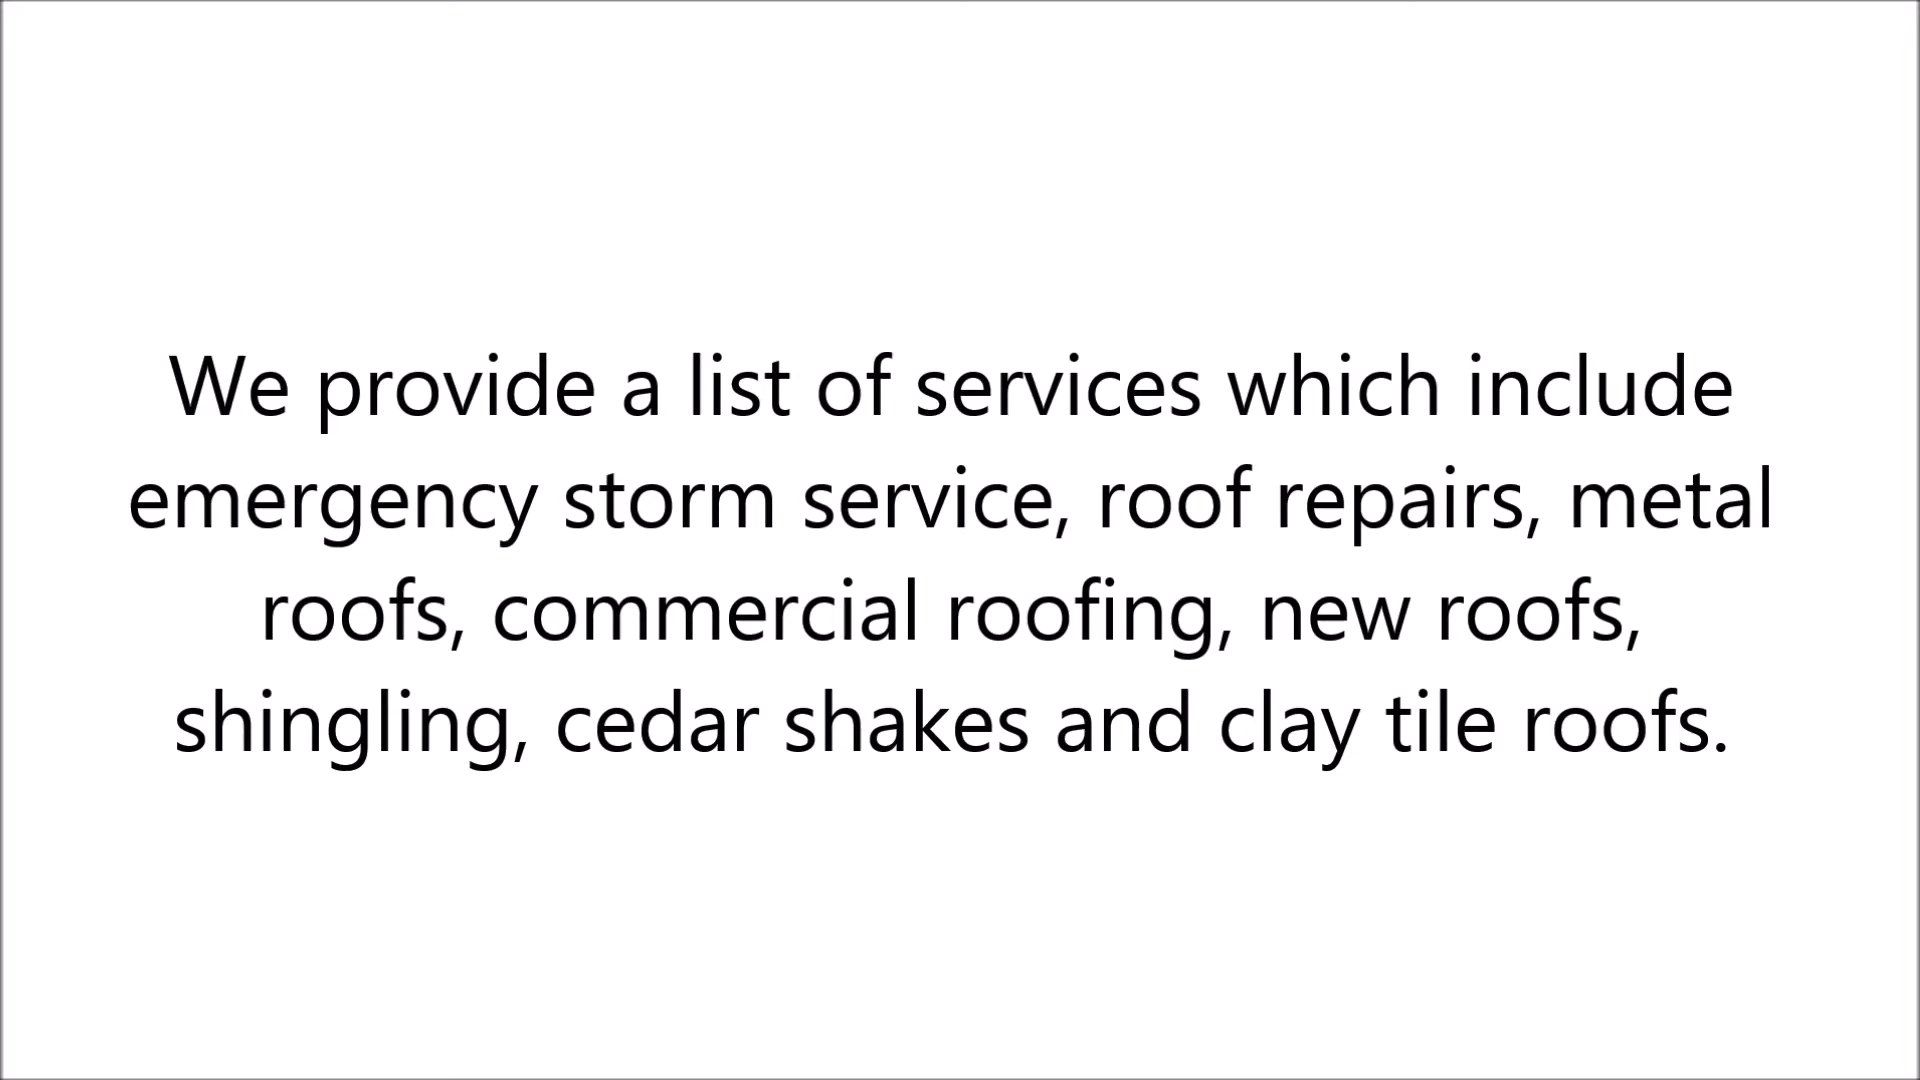 We provide a list of services which include
emergency storm service, roof repairs, metal
roofs, commercial roofing, new roofs,
shingling, cedar shakes and clay tile roofs.